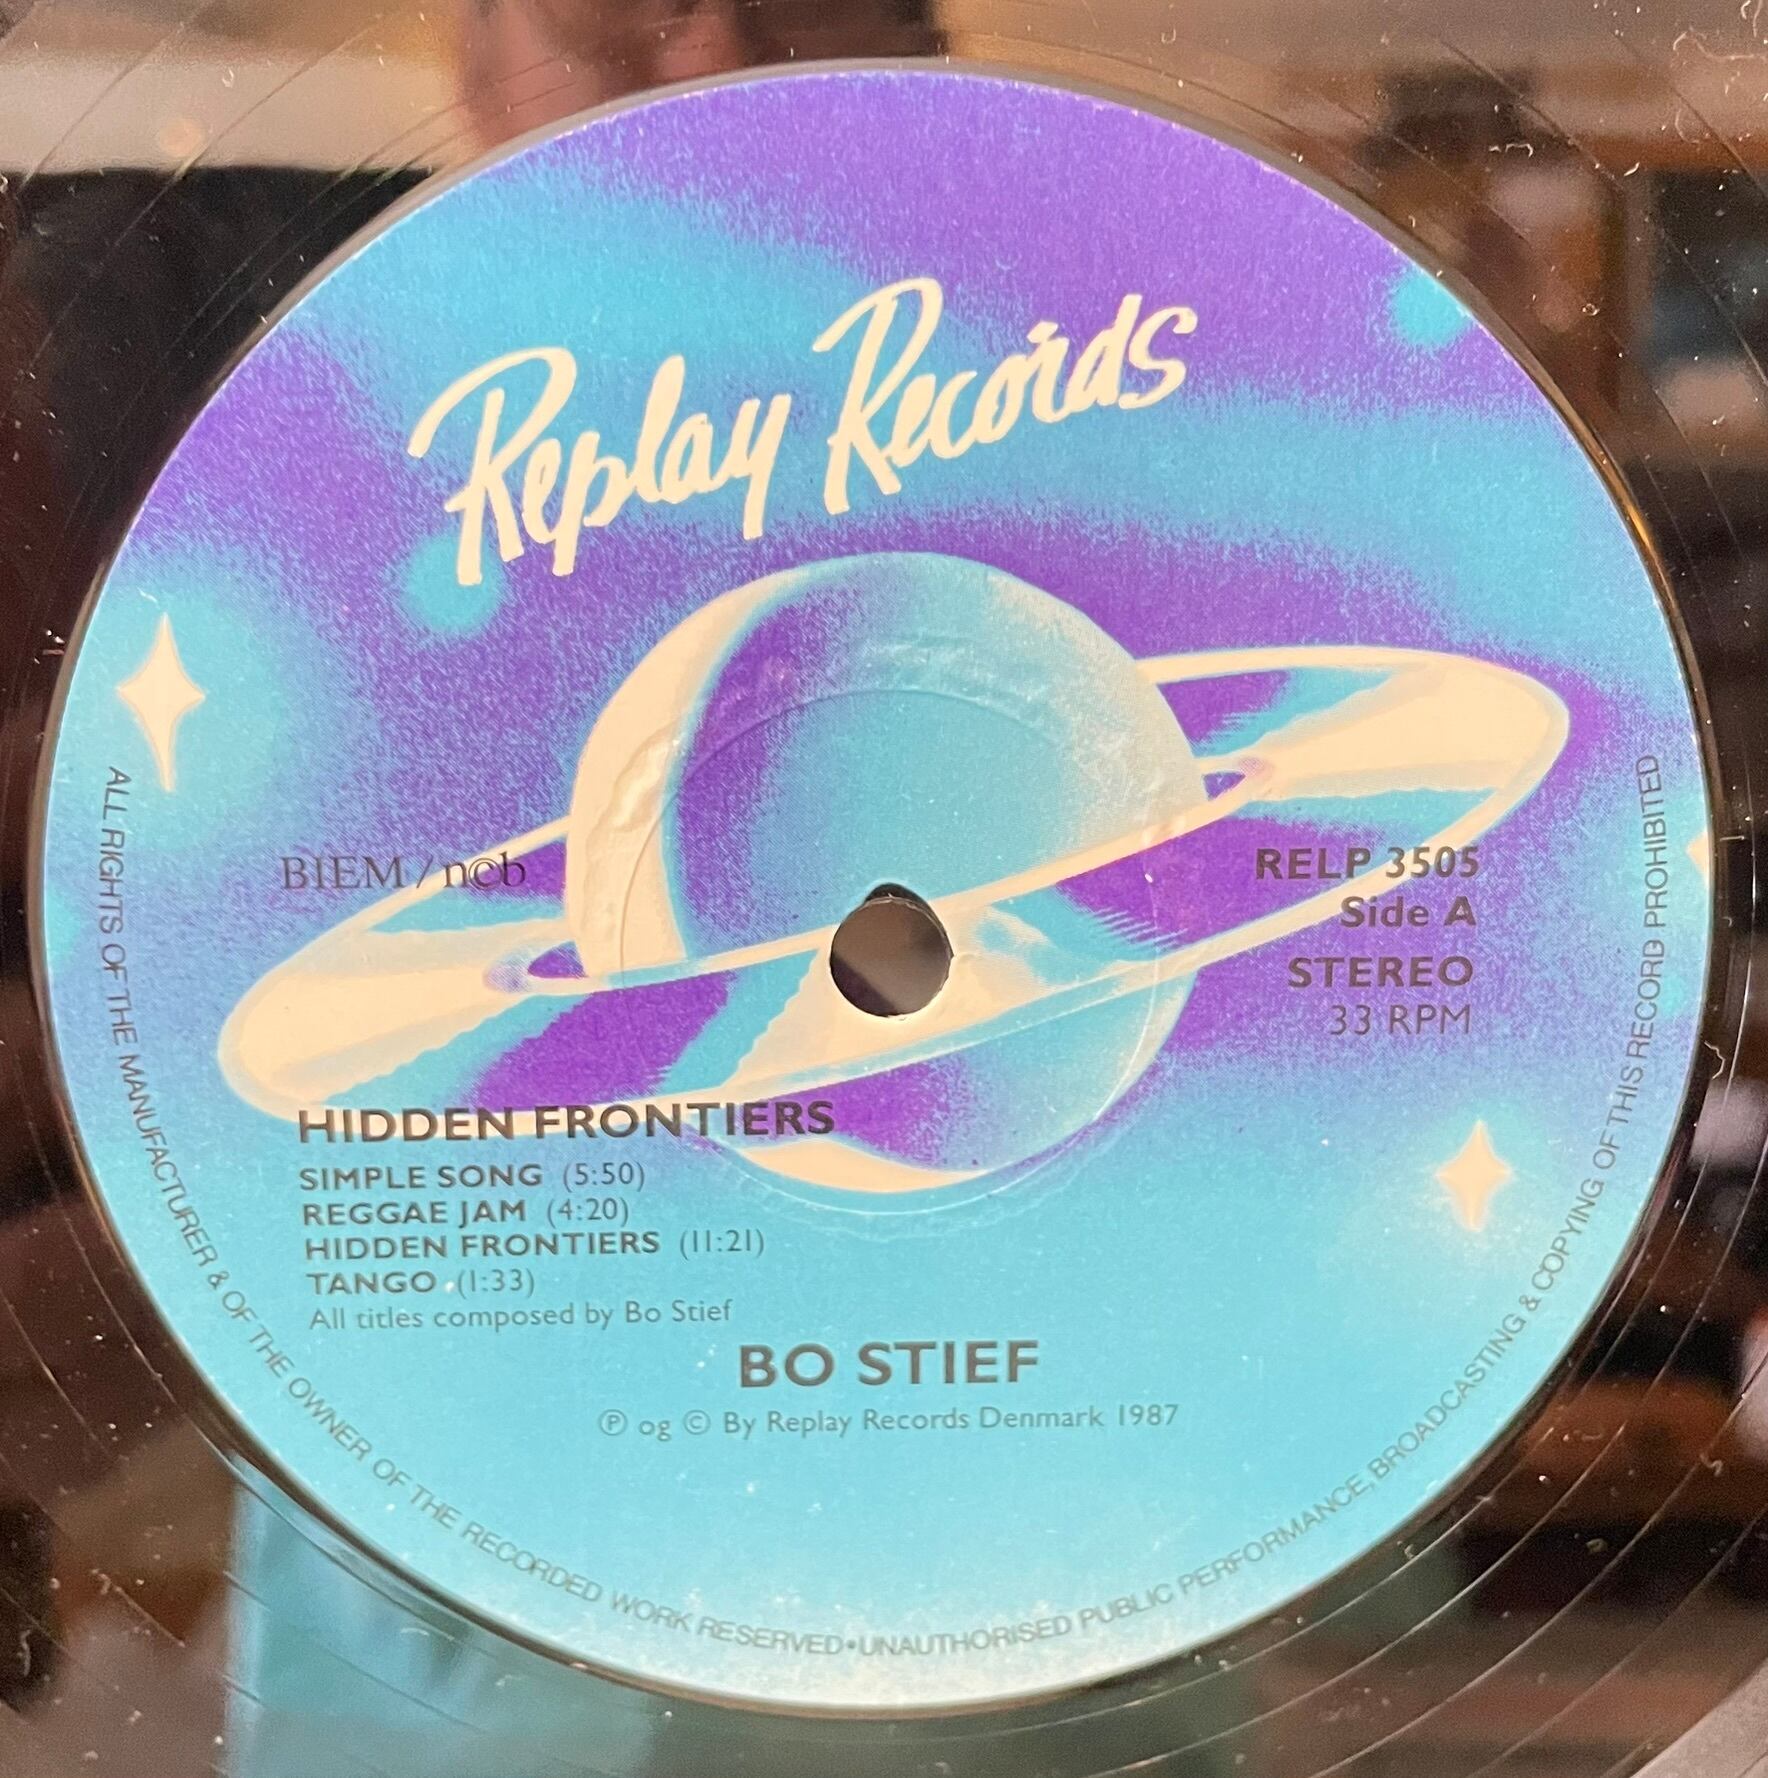 Replay Records
BIEM/n©b
RELP 3505
Side A
STEREO
33 RPM
HIDDEN FRONTIERS
SIMPLE SONG (5:50)
REGGAE JAM (4:20)
HIDDEN FRONTIERS (11:21)
TANGO (1:33)
All titles composed by Bo Stief
BO STIEF
℗ og © By Replay Records Denmark 1987
ALL RIGHTS OF THE MANUFACTURER & OF THE OWNER OF THE RECORDED WORK RESERVED•UNAUTHORISED PUBLIC PERFORMANCE, BROADCASTING & COPYING OF THIS RECORD PROHIBITED